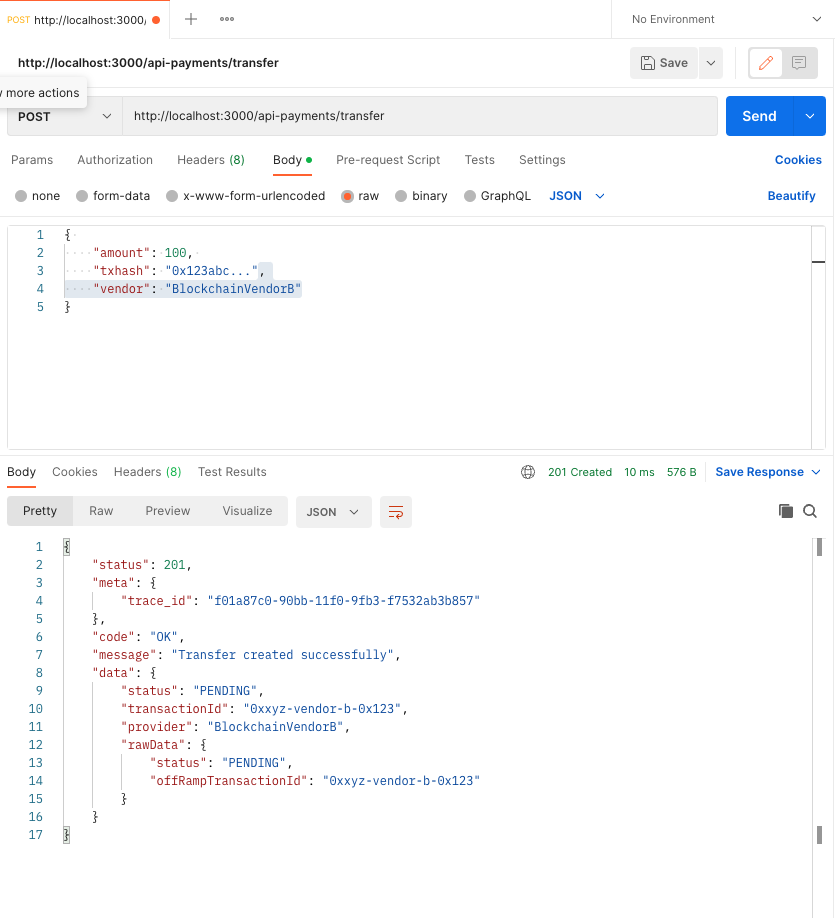 POST http://localhost:3000/
No Environment
http://localhost:3000/api-payments/transfer
Save
more actions
POST
http://localhost:3000/api-payments/transfer
Send
Params Authorization Headers (8) Body Pre-request Script Tests Settings Cookies
none form-data x-www-form-urlencoded raw binary GraphQL JSON Beautify
1 {
2 "amount": 100,
3 "txhash": "0x123abc...",
4 "vendor": "BlockchainVendorB"
5 }
Body Cookies Headers (8) Test Results 201 Created 10 ms 576 B Save Response
Pretty Raw Preview Visualize JSON
1 {
2 "status": 201,
3 "meta": {
4 "trace_id": "f01a87c0-90bb-11f0-9fb3-f7532ab3b857"
5 },
6 "code": "OK",
7 "message": "Transfer created successfully",
8 "data": {
9 "status": "PENDING",
10 "transactionId": "0xxyz-vendor-b-0x123",
11 "provider": "BlockchainVendorB",
12 "rawData": {
13 "status": "PENDING",
14 "offRampTransactionId": "0xxyz-vendor-b-0x123"
15 }
16 }
17 }